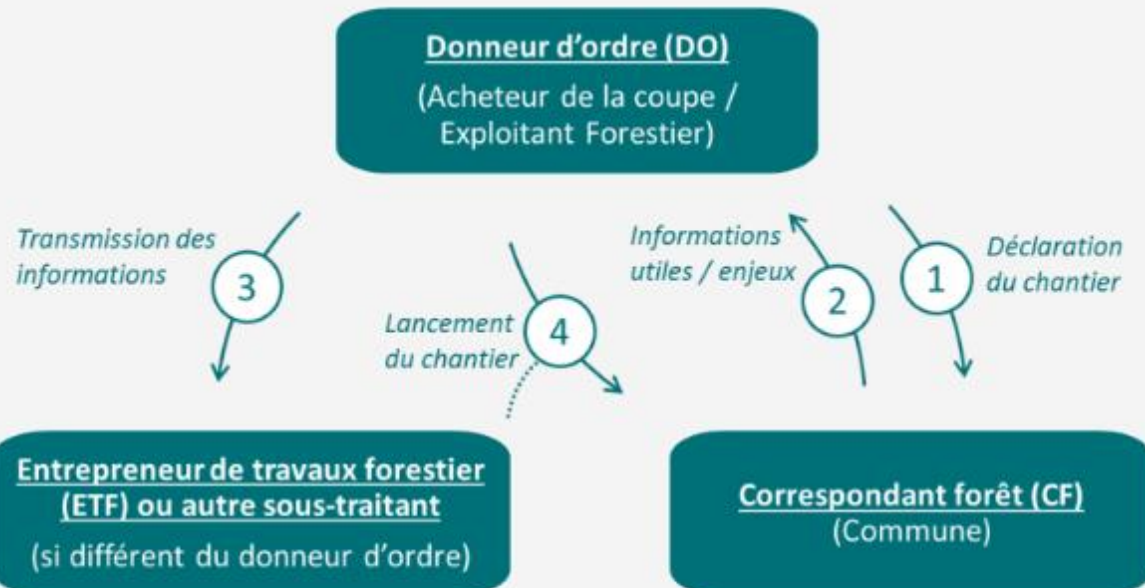 Donneur d'ordre (DO)
(Acheteur de la coupe /
Exploitant Forestier)
Transmission des
informations
3
Lancement
du chantier
4
Informations
utiles / enjeux
2
1
Déclaration
du chantier
Entrepreneur de travaux forestier
(ETF) ou autre sous-traitant
(si différent du donneur d'ordre)
Correspondant forêt (CF)
(Commune)